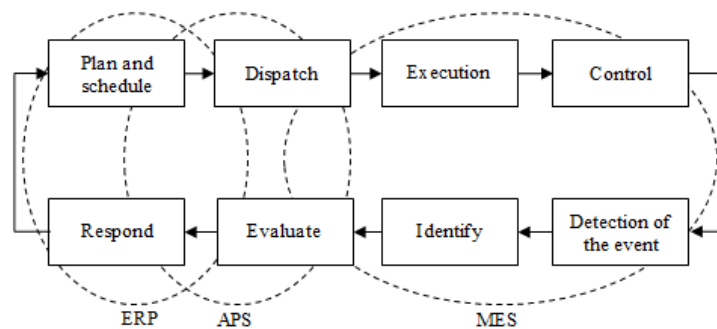 Plan and
schedule
Dispatch
Execution
Control
Respond
Evaluate
Identify
Detection of
the event
ERP
APS
MES